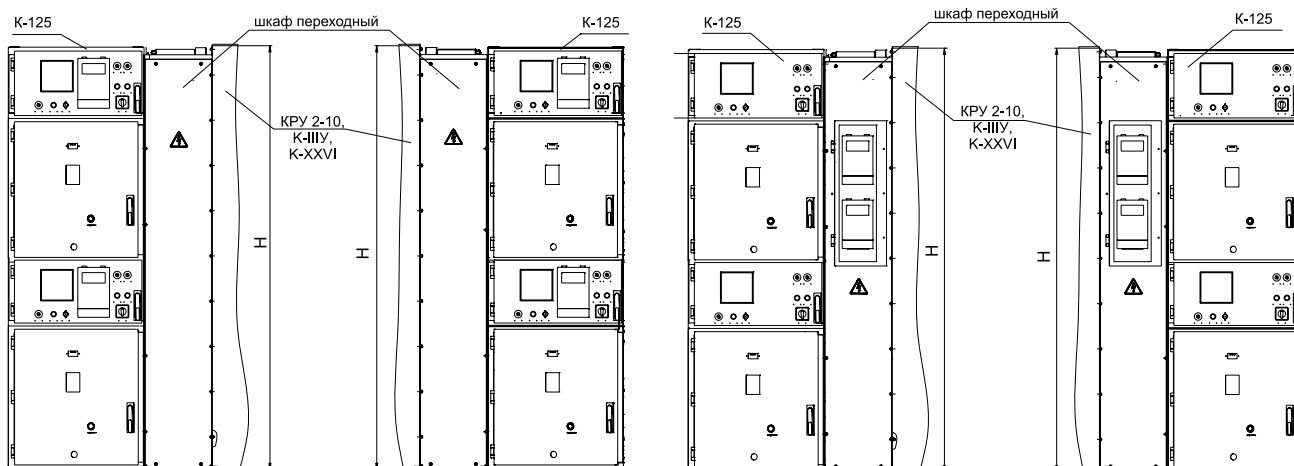 К-125
шкаф переходный
К-125
КРУ 2-10,
К-IIIУ,
К-XXVI
H
H
К-125
шкаф переходный
К-125
КРУ 2-10,
К-IIIУ,
К-XXVI
H
H